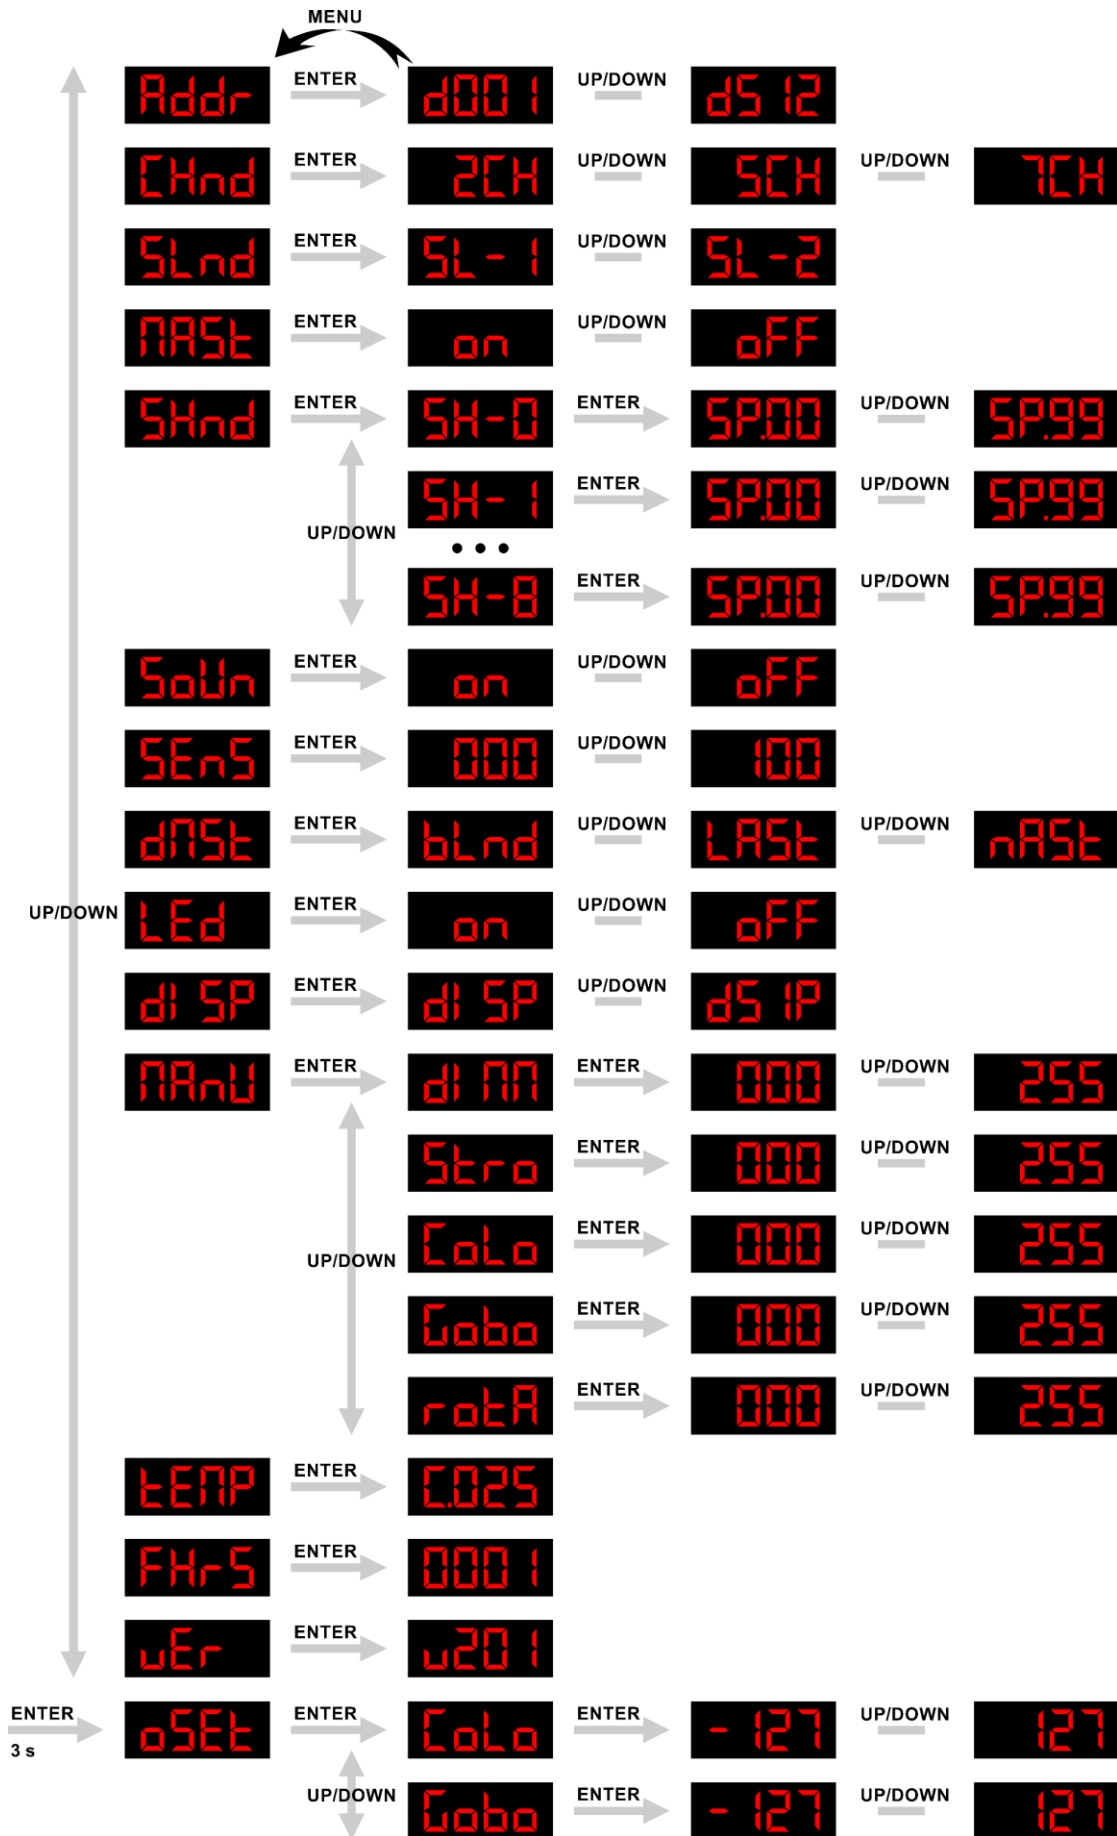 MENU
Addr ENTER d001 UP/DOWN d512
CHnd ENTER 2CH UP/DOWN 5CH UP/DOWN 7CH
SLnd ENTER SL-1 UP/DOWN SL-2
MASt ENTER on UP/DOWN oFF
SHnd ENTER SH-0 ENTER SP.00 UP/DOWN SP.99
SH-1 ENTER SP.00 UP/DOWN SP.99
UP/DOWN
•••
SH-8 ENTER SP.00 UP/DOWN SP.99
SoUn ENTER on UP/DOWN oFF
SEnS ENTER 000 UP/DOWN 100
dMSt ENTER bLnd UP/DOWN LASt UP/DOWN nASt
UP/DOWN LEd ENTER on UP/DOWN oFF
dISP ENTER dISP UP/DOWN dSIP
MAnU ENTER dIMM ENTER 000 UP/DOWN 255
Stro ENTER 000 UP/DOWN 255
UP/DOWN CoLo ENTER 000 UP/DOWN 255
Gobo ENTER 000 UP/DOWN 255
rotA ENTER 000 UP/DOWN 255
tEMP ENTER C.025
FHrS ENTER 0001
vEr ENTER v201
ENTER 3 s oSEt ENTER CoLo ENTER -127 UP/DOWN 127
UP/DOWN Gobo ENTER -127 UP/DOWN 127